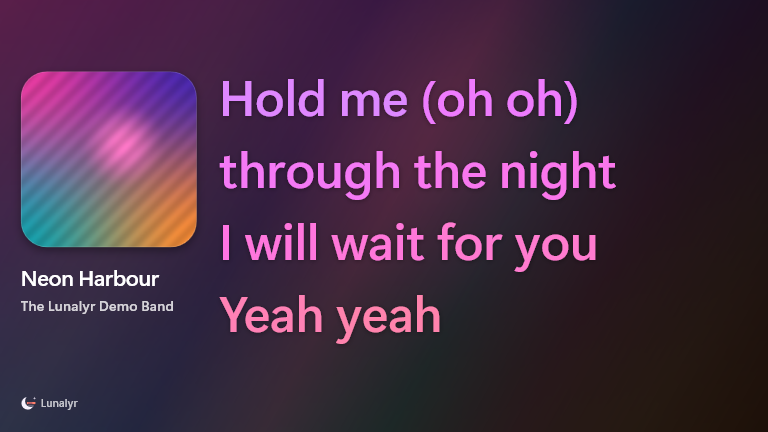 Hold me (oh oh)
through the night
I will wait for you
Yeah yeah
Neon Harbour
The Lunalyr Demo Band
Lunalyr